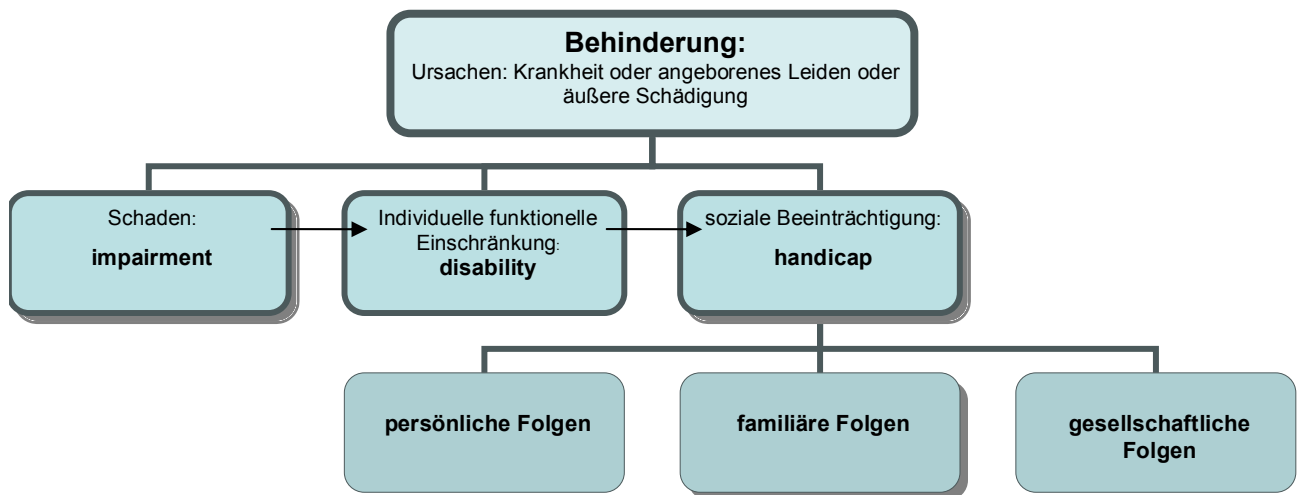 Behinderung:
Ursachen: Krankheit oder angeborenes Leiden oder
äußere Schädigung
Schaden:
impairment
Individuelle funktionelle
Einschränkung:
disability
soziale Beeinträchtigung:
handicap
persönliche Folgen
familiäre Folgen
gesellschaftliche
Folgen